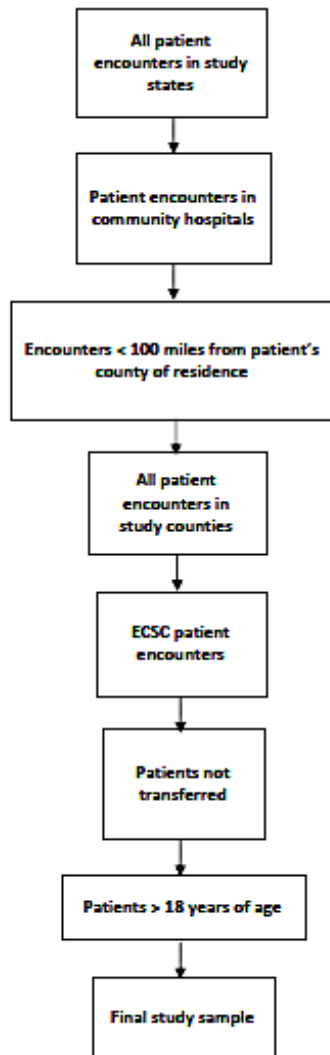 All patient
encounters in study
states
Patient encounters in
community hospitals
Encounters < 100 miles from patient's
county of residence
All patient
encounters in
study counties
ECSC patient
encounters
Patients not
transferred
Patients > 18 years of age
Final study sample